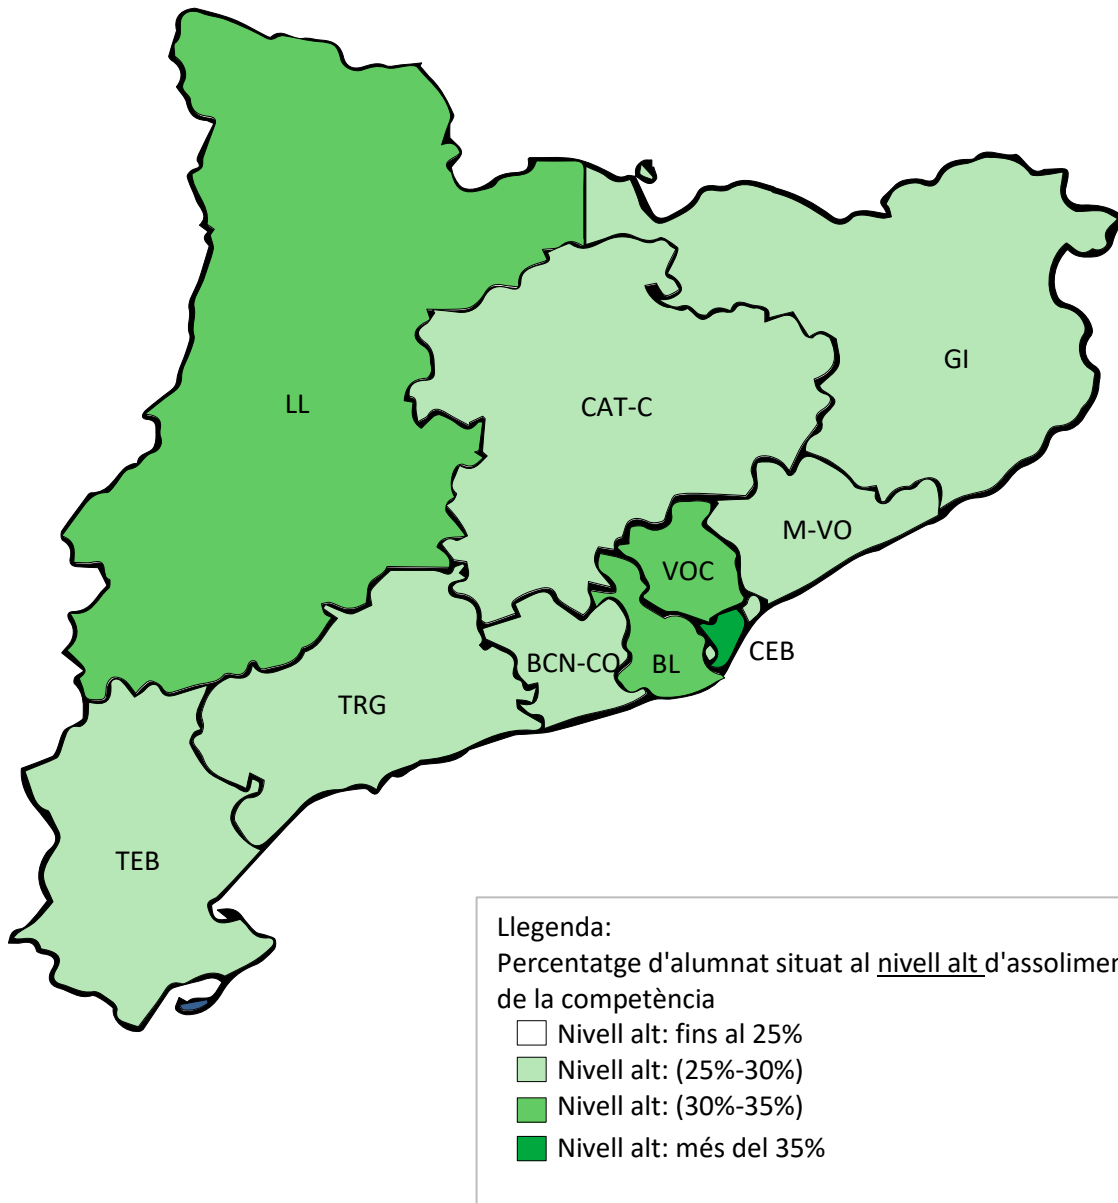 LL
CAT-C
GI
M-VO
VOC
CEB
BCN-CO
BL
TRG
TEB
Llegenda:
Percentatge d'alumnat situat al nivell alt d'assolimen
de la competència
Nivell alt: fins al 25%
Nivell alt: (25%-30%)
Nivell alt: (30%-35%)
Nivell alt: més del 35%